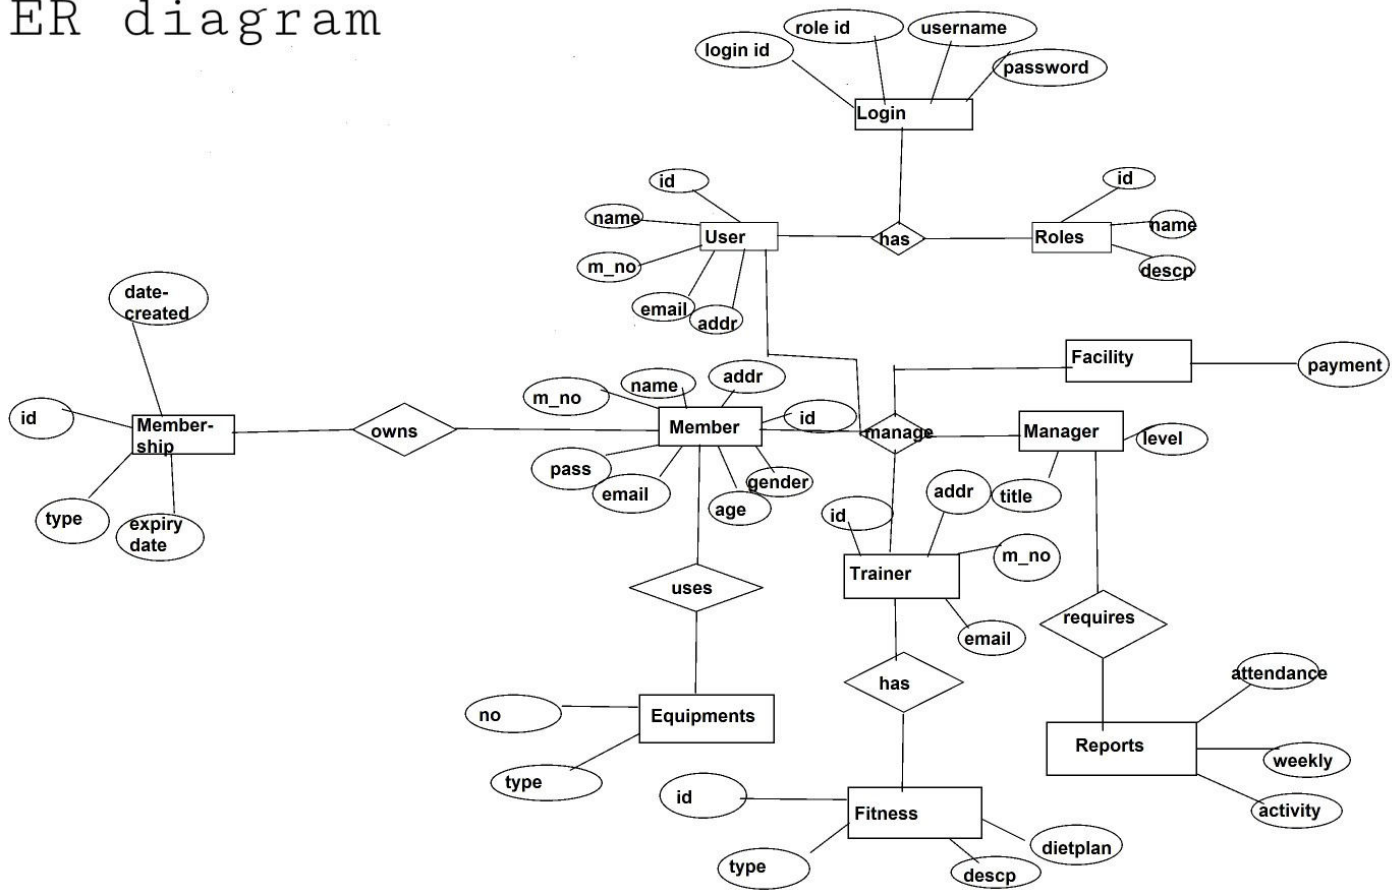 ER diagram
role id
username
login id
password
Login
id
id
name
name
User
has
Roles
m_no
descp
email
addr
date-
created
Facility
payment
name
addr
m_no
id
id
Member-
ship
owns
Member
manage
Manager
level
pass
email
gender
age
addr
title
id
type
expiry
date
m_no
Trainer
uses
requires
email
attendance
has
no
Equipments
Reports
weekly
type
id
activity
Fitness
dietplan
type
descp